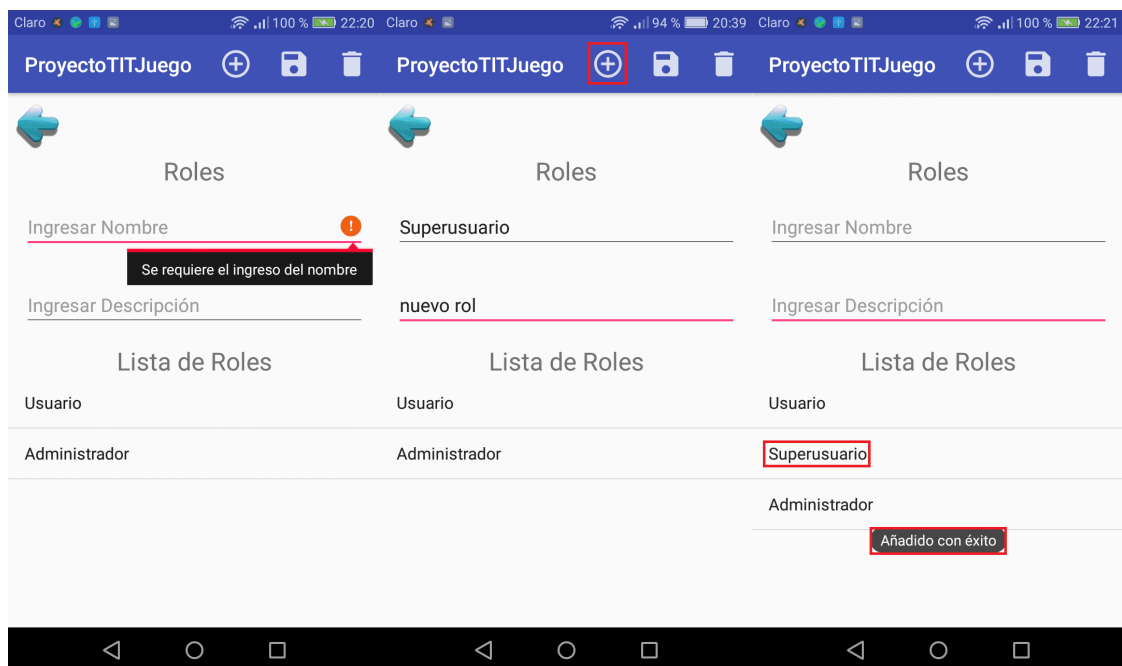 Claro 100 % 22:20
ProyectoTITJuego
Roles
Ingresar Nombre
Se requiere el ingreso del nombre
Ingresar Descripción
Lista de Roles
Usuario
Administrador
Claro 94 % 20:39
ProyectoTITJuego
Roles
Superusuario
nuevo rol
Lista de Roles
Usuario
Administrador
Claro 100 % 22:21
ProyectoTITJuego
Roles
Ingresar Nombre
Ingresar Descripción
Lista de Roles
Usuario
Superusuario
Administrador
Añadido con éxito